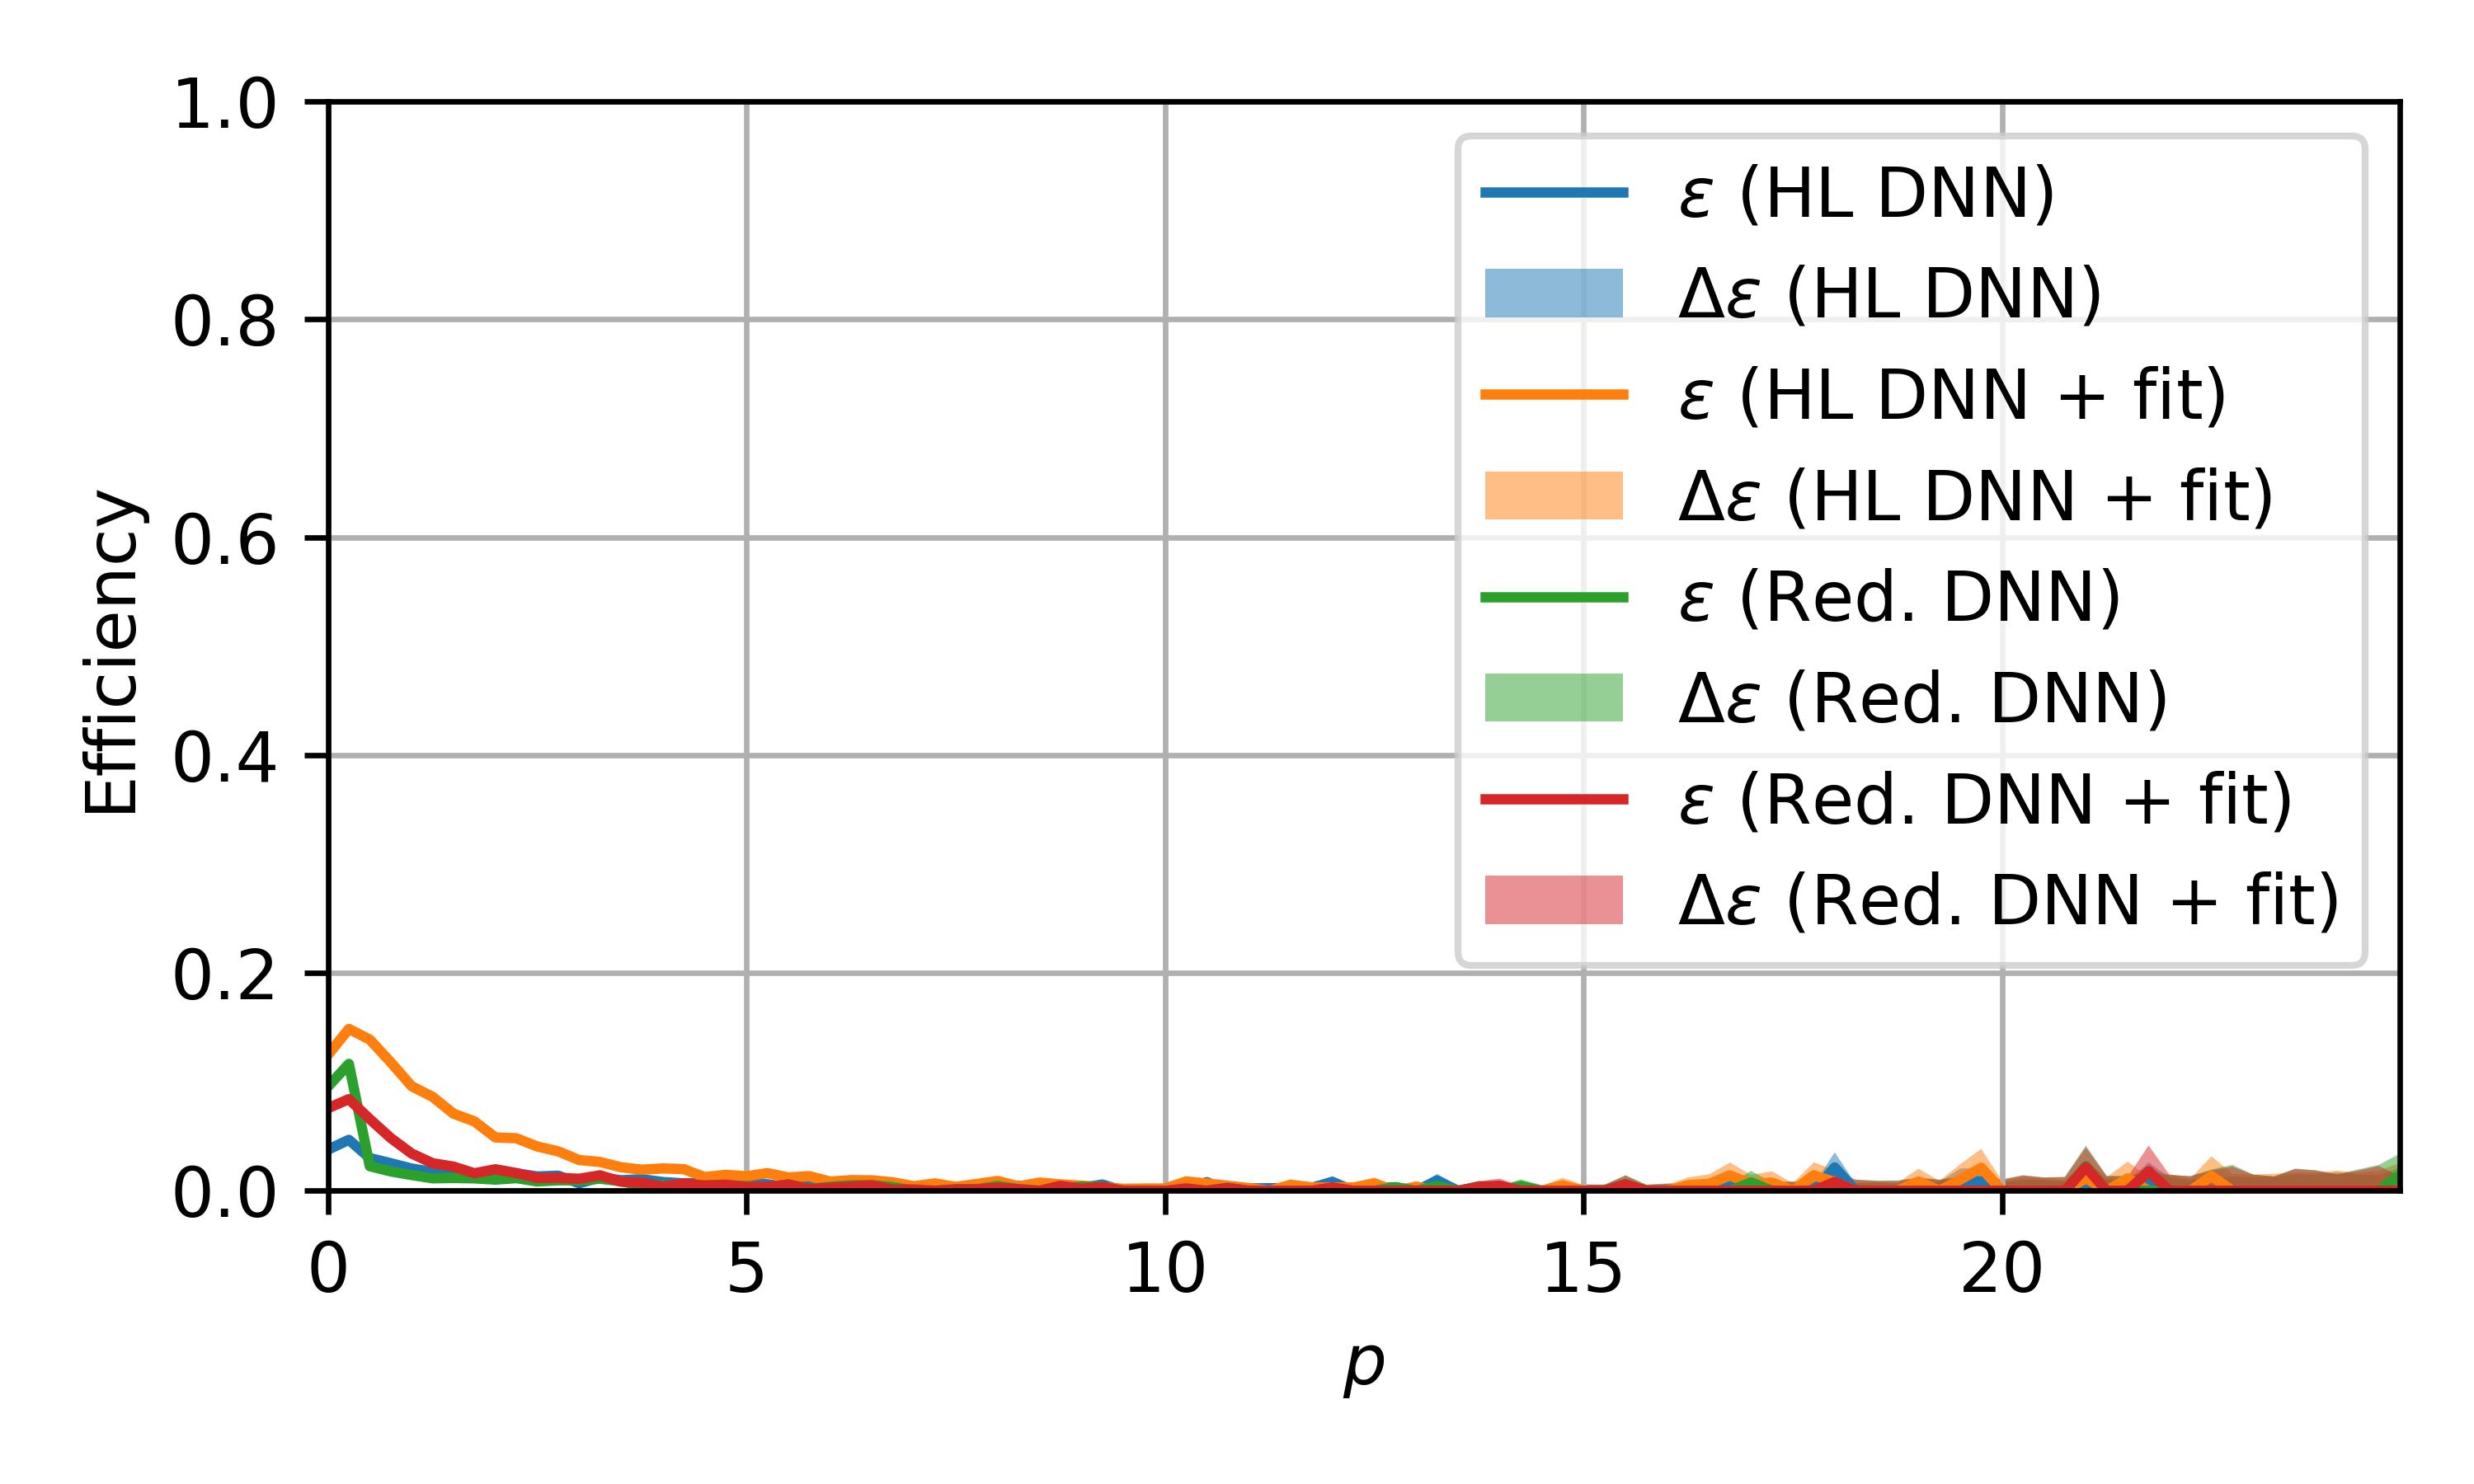 1.0
0.8
0.6
0.4
0.2
0.0
Efficiency
0
5
10
15
20
p
ε (HL DNN)
Δε (HL DNN)
ε (HL DNN + fit)
Δε (HL DNN + fit)
ε (Red. DNN)
Δε (Red. DNN)
ε (Red. DNN + fit)
Δε (Red. DNN + fit)